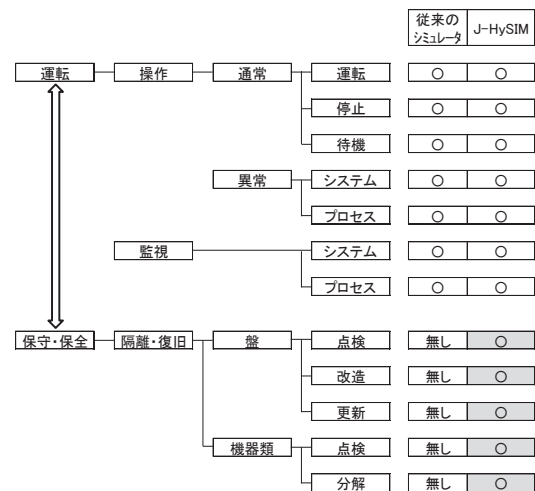 従来の
シミュレータ
J-HySIM
運転 操作 通常 運転 ○ ○
停止 ○ ○
待機 ○ ○
異常 システム ○ ○
プロセス ○ ○
監視 システム ○ ○
プロセス ○ ○
保守・保全 隔離・復旧 盤 点検 無し ○
改造 無し ○
更新 無し ○
機器類 点検 無し ○
分解 無し ○